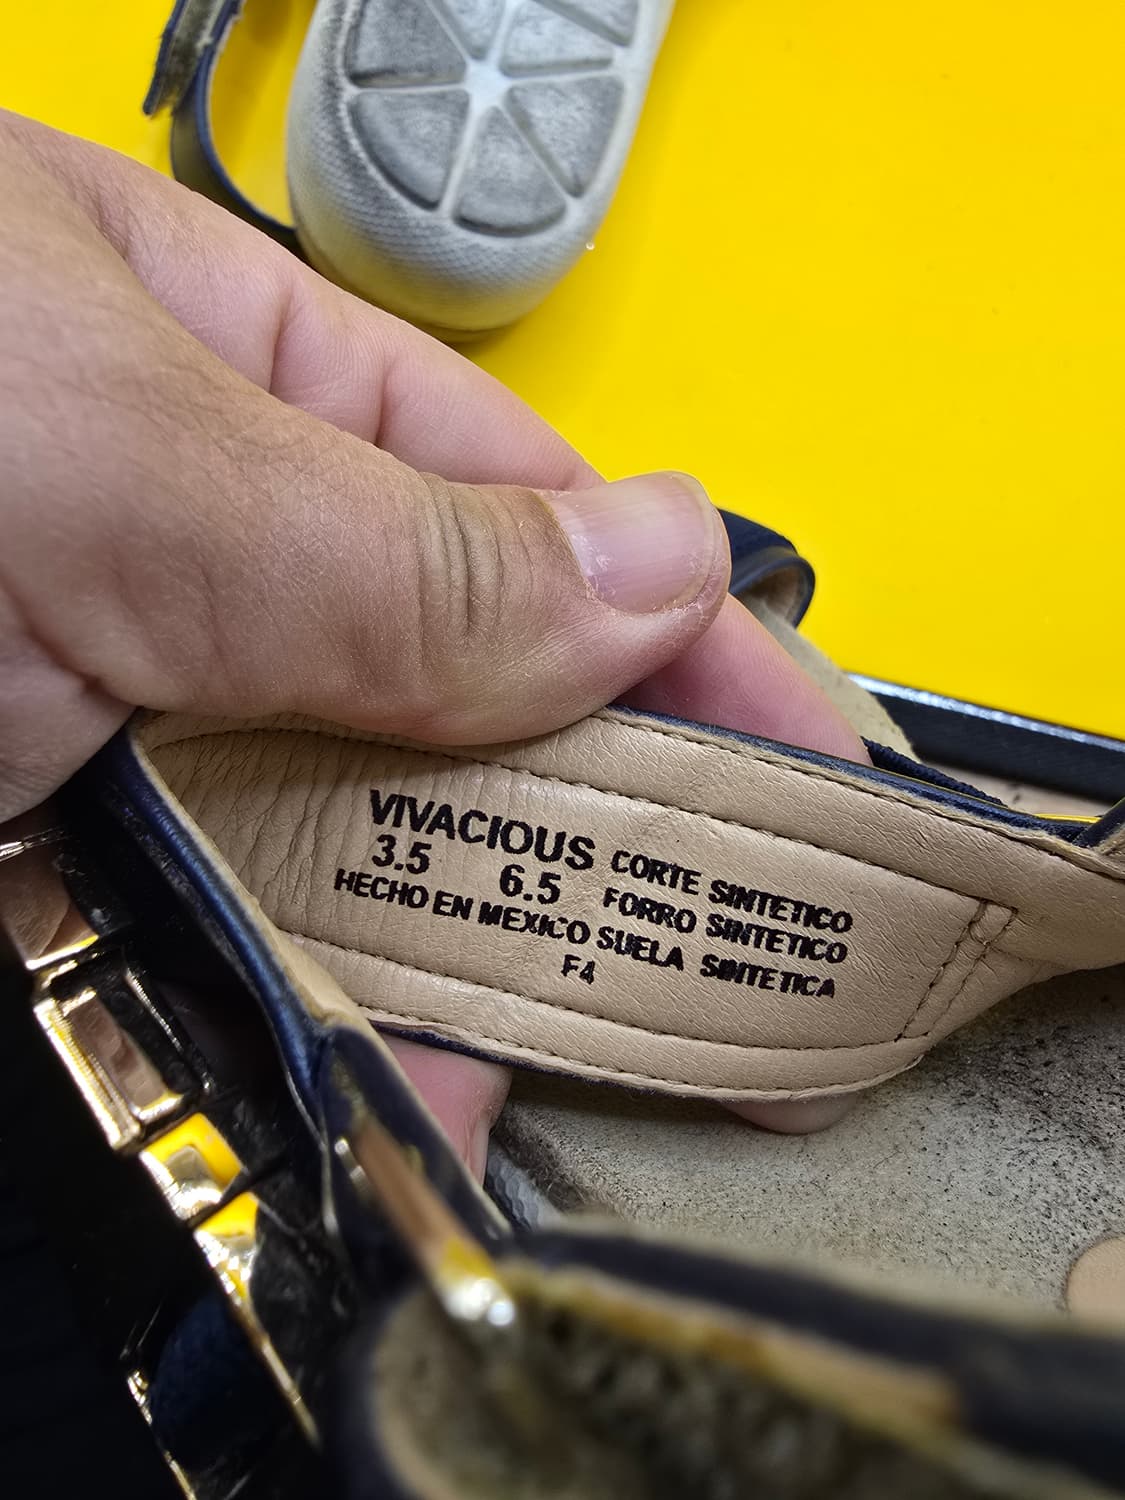 VIVACIOUS
3.5 6.5
HECHO EN MEXICO
F4
CORTE SINTETICO
FORRO SINTETICO
SUELA SINTETICA